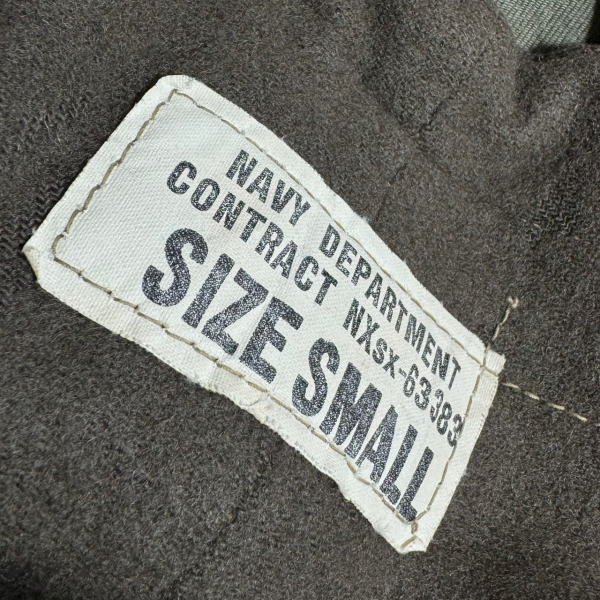 NAVY DEPARTMENT
CONTRACT NXSX-63383
SIZE SMALL